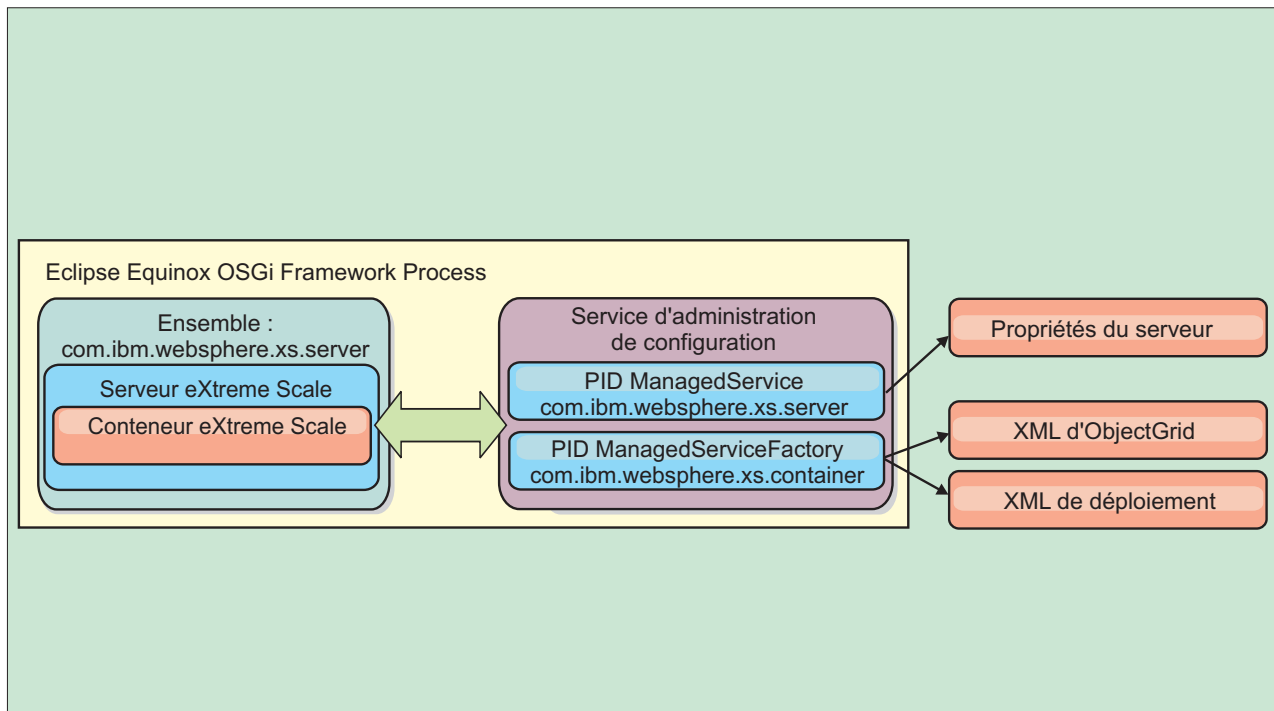 Eclipse Equinox OSGi Framework Process
Ensemble :
com.ibm.websphere.xs.server
Serveur eXtreme Scale
Conteneur eXtreme Scale
Service d'administration
de configuration
PID ManagedService
com.ibm.websphere.xs.server
PID ManagedServiceFactory
com.ibm.websphere.xs.container
Propriétés du serveur
XML d'ObjectGrid
XML de déploiement